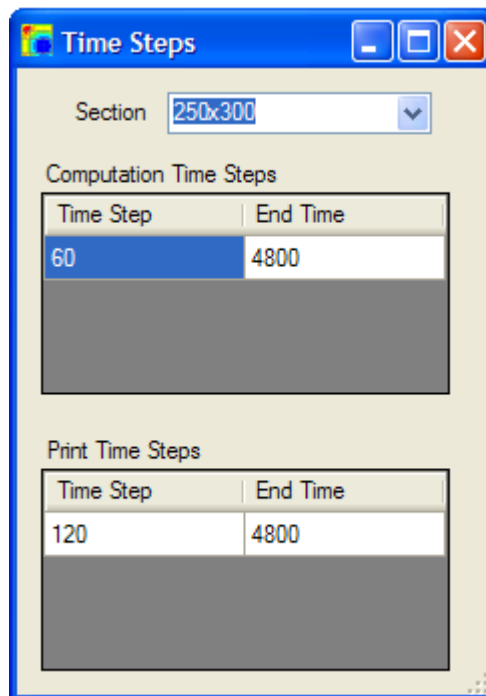 Time Steps
Section 250x300
Computation Time Steps
Time Step End Time
60 4800
Print Time Steps
Time Step End Time
120 4800